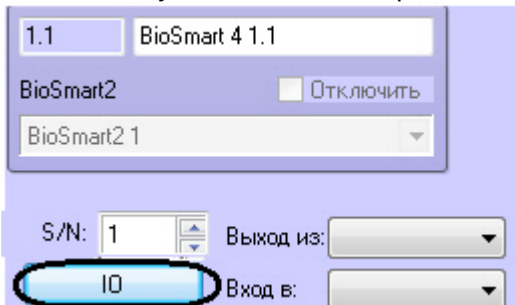 1.1 BioSmart 4 1.1
BioSmart2 Отключить
BioSmart2 1
S/N: 1 Выход из:
IO Вход в: